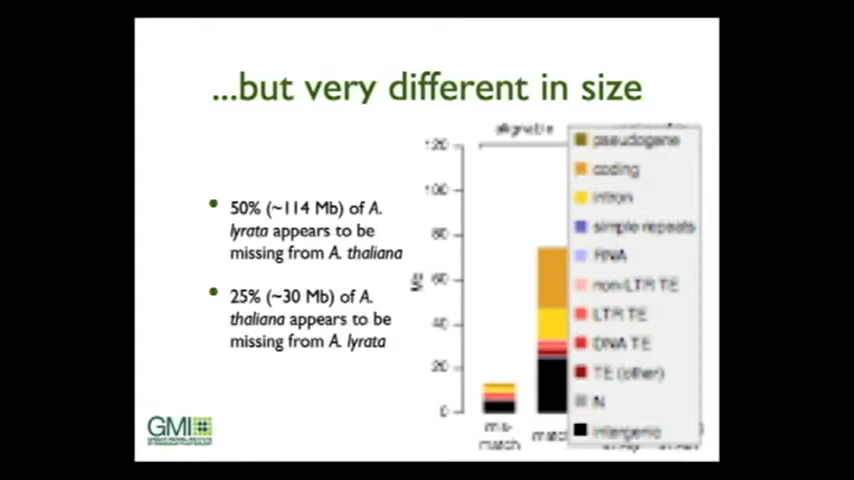 ...but very different in size
• 50% (~114 Mb) of A.
lyrata appears to be
missing from A. thaliana
• 25% (~30 Mb) of A.
thaliana appears to be
missing from A. lyrata
alignable
120
100
80
60
40
20
0
Mb
mis-
match
match
pseudogene
coding
intron
simple repeats
RNA
non-LTR TE
LTR TE
DNA TE
TE (other)
N
intergenic
GMI